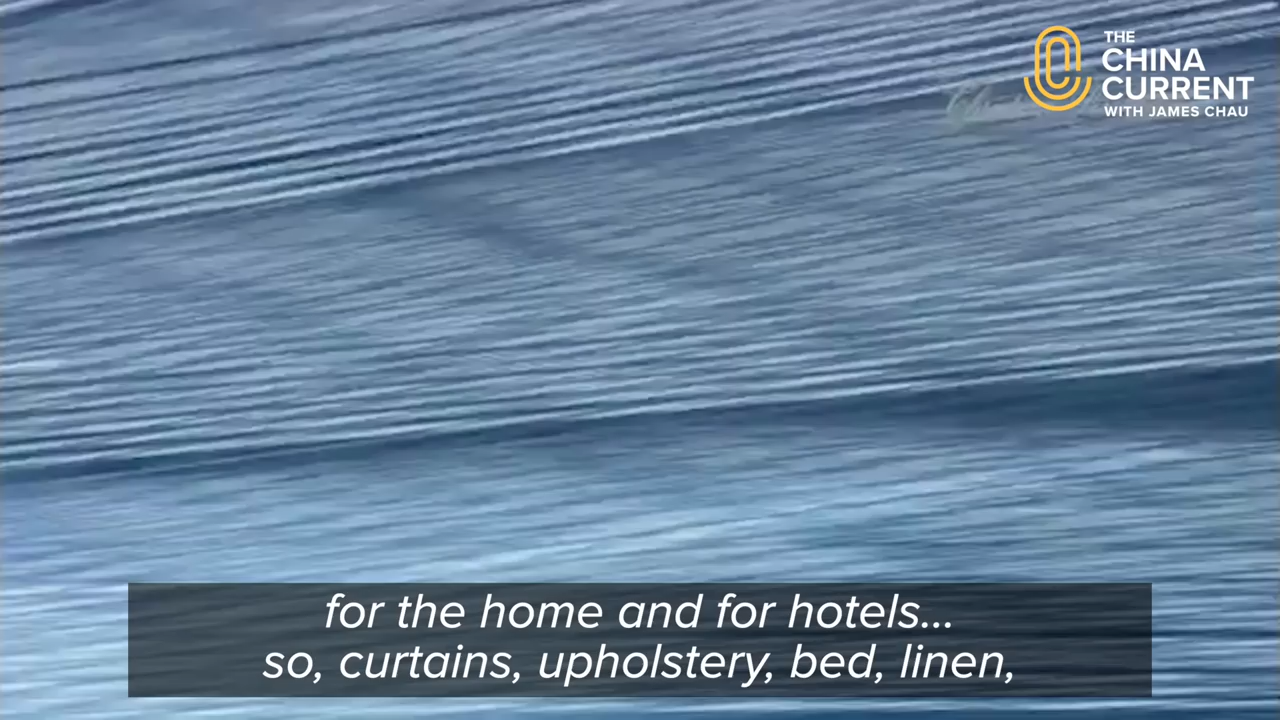 THE
CHINA
CURRENT
WITH JAMES CHAU
for the home and for hotels...
so, curtains, upholstery, bed, linen,